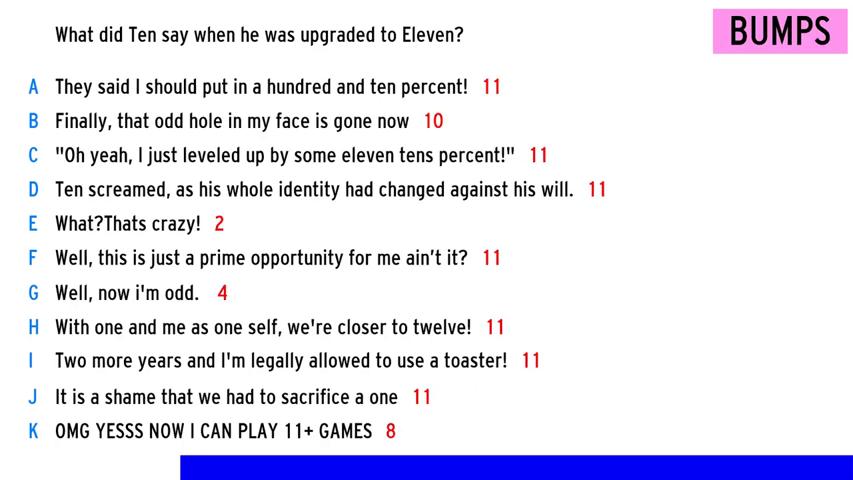 What did Ten say when he was upgraded to Eleven?
BUMPS
A They said I should put in a hundred and ten percent! 11
B Finally, that odd hole in my face is gone now 10
C "Oh yeah, I just leveled up by some eleven tens percent!" 11
D Ten screamed, as his whole identity had changed against his will. 11
E What?Thats crazy! 2
F Well, this is just a prime opportunity for me ain't it? 11
G Well, now i'm odd. 4
H With one and me as one self, we're closer to twelve! 11
I Two more years and I'm legally allowed to use a toaster! 11
J It is a shame that we had to sacrifice a one 11
K OMG YESSS NOW I CAN PLAY 11+ GAMES 8